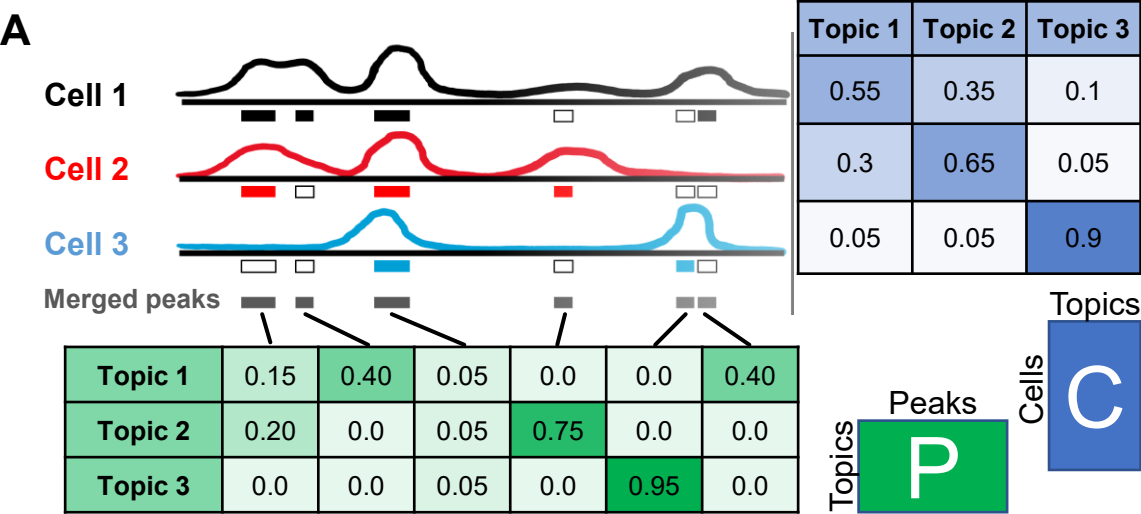 A
Topic 1 Topic 2 Topic 3
Cell 1
0.55 0.35 0.1
Cell 2
0.3 0.65 0.05
Cell 3
0.05 0.05 0.9
Merged peaks
Topic 1 0.15 0.40 0.05 0.0 0.0 0.40
Topic 2 0.20 0.0 0.05 0.75 0.0 0.0
Topic 3 0.0 0.0 0.05 0.0 0.95 0.0
Peaks
Topics
P
Topics
Cells
C